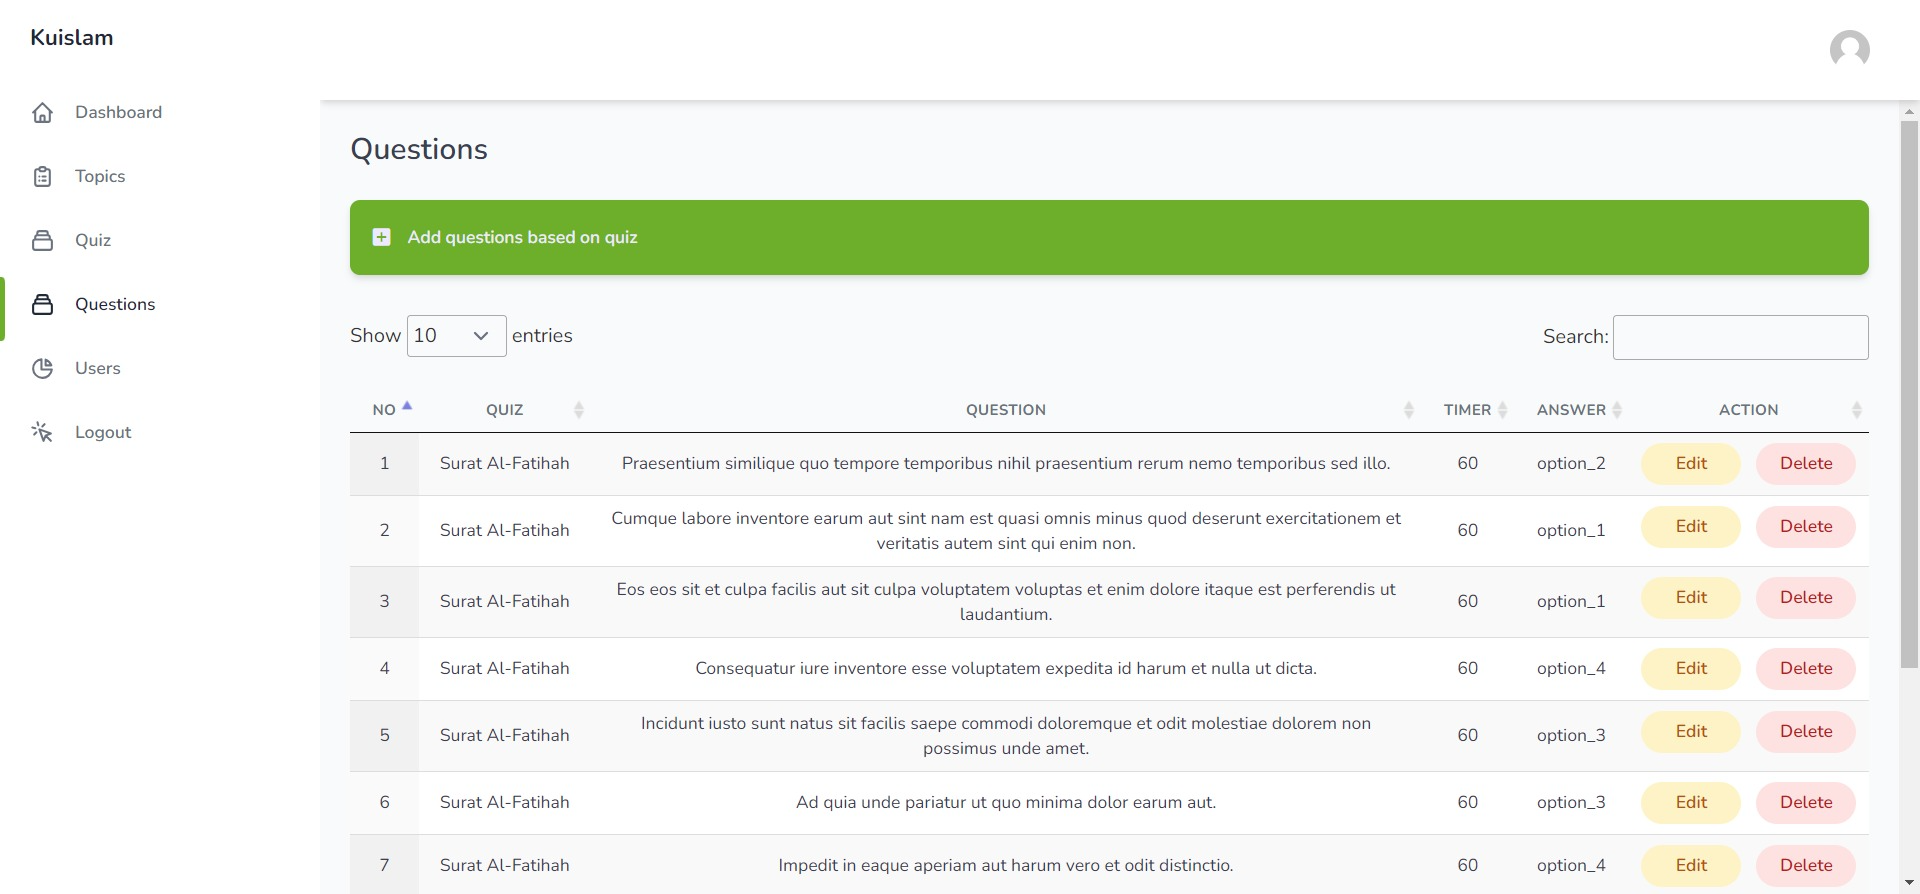 Kuislam
Dashboard
Topics
Quiz
Questions
Users
Logout
Questions
Add questions based on quiz
Show 10 entries
Search:
NO QUIZ QUESTION TIMER ANSWER ACTION
1 Surat Al-Fatihah Praesentium similique quo tempore temporibus nihil praesentium rerum nemo temporibus sed illo. 60 option_2 Edit Delete
2 Surat Al-Fatihah Cumque labore inventore earum aut sint nam est quasi omnis minus quod deserunt exercitationem et
veritatis autem sint qui enim non. 60 option_1 Edit Delete
3 Surat Al-Fatihah Eos eos sit et culpa facilis aut sit culpa voluptatem voluptas et enim dolore itaque est perferendis ut
laudantium. 60 option_1 Edit Delete
4 Surat Al-Fatihah Consequatur iure inventore esse voluptatem expedita id harum et nulla ut dicta. 60 option_4 Edit Delete
5 Surat Al-Fatihah Incidunt iusto sunt natus sit facilis saepe commodi doloremque et odit molestiae dolorem non
possimus unde amet. 60 option_3 Edit Delete
6 Surat Al-Fatihah Ad quia unde pariatur ut quo minima dolor earum aut. 60 option_3 Edit Delete
7 Surat Al-Fatihah Impedit in eaque aperiam aut harum vero et odit distinctio. 60 option_4 Edit Delete